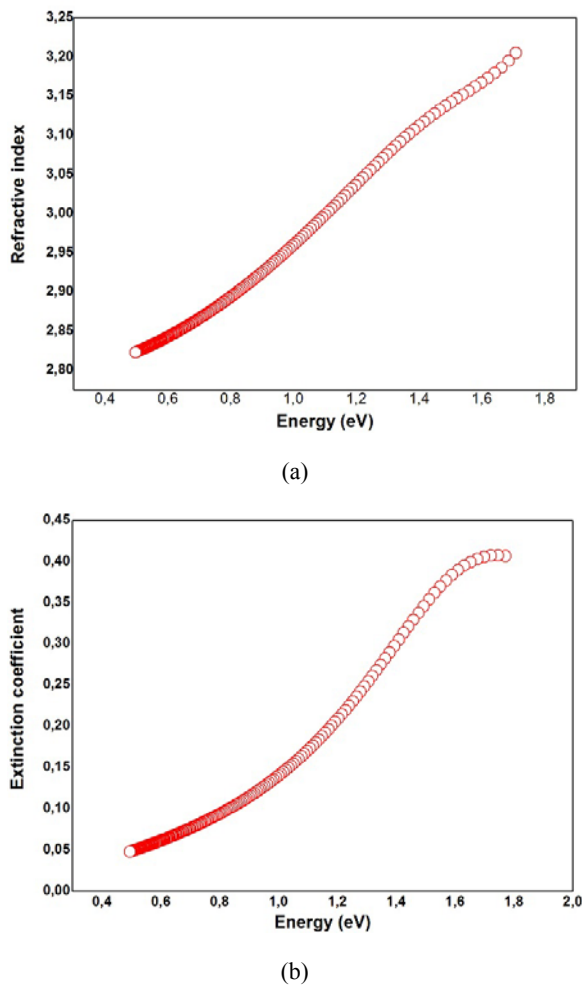 3,25
3,20
3,15
3,10
3,05
3,00
2,95
2,90
2,85
2,80
Refractive index
0,4 0,6 0,8 1,0 1,2 1,4 1,6 1,8
Energy (eV)
(a)
0,45
0,40
0,35
0,30
0,25
0,20
0,15
0,10
0,05
0,00
Extinction coefficient
0,4 0,6 0,8 1,0 1,2 1,4 1,6 1,8 2,0
Energy (eV)
(b)